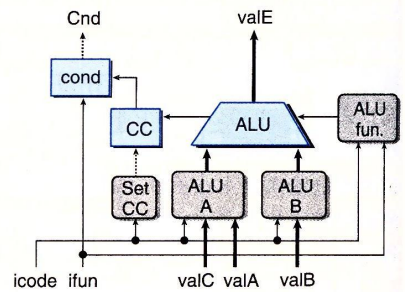 Cnd
valE
cond
CC
ALU
ALU
fun.
Set
CC
ALU
A
ALU
B
icode ifun
valC valA
valB